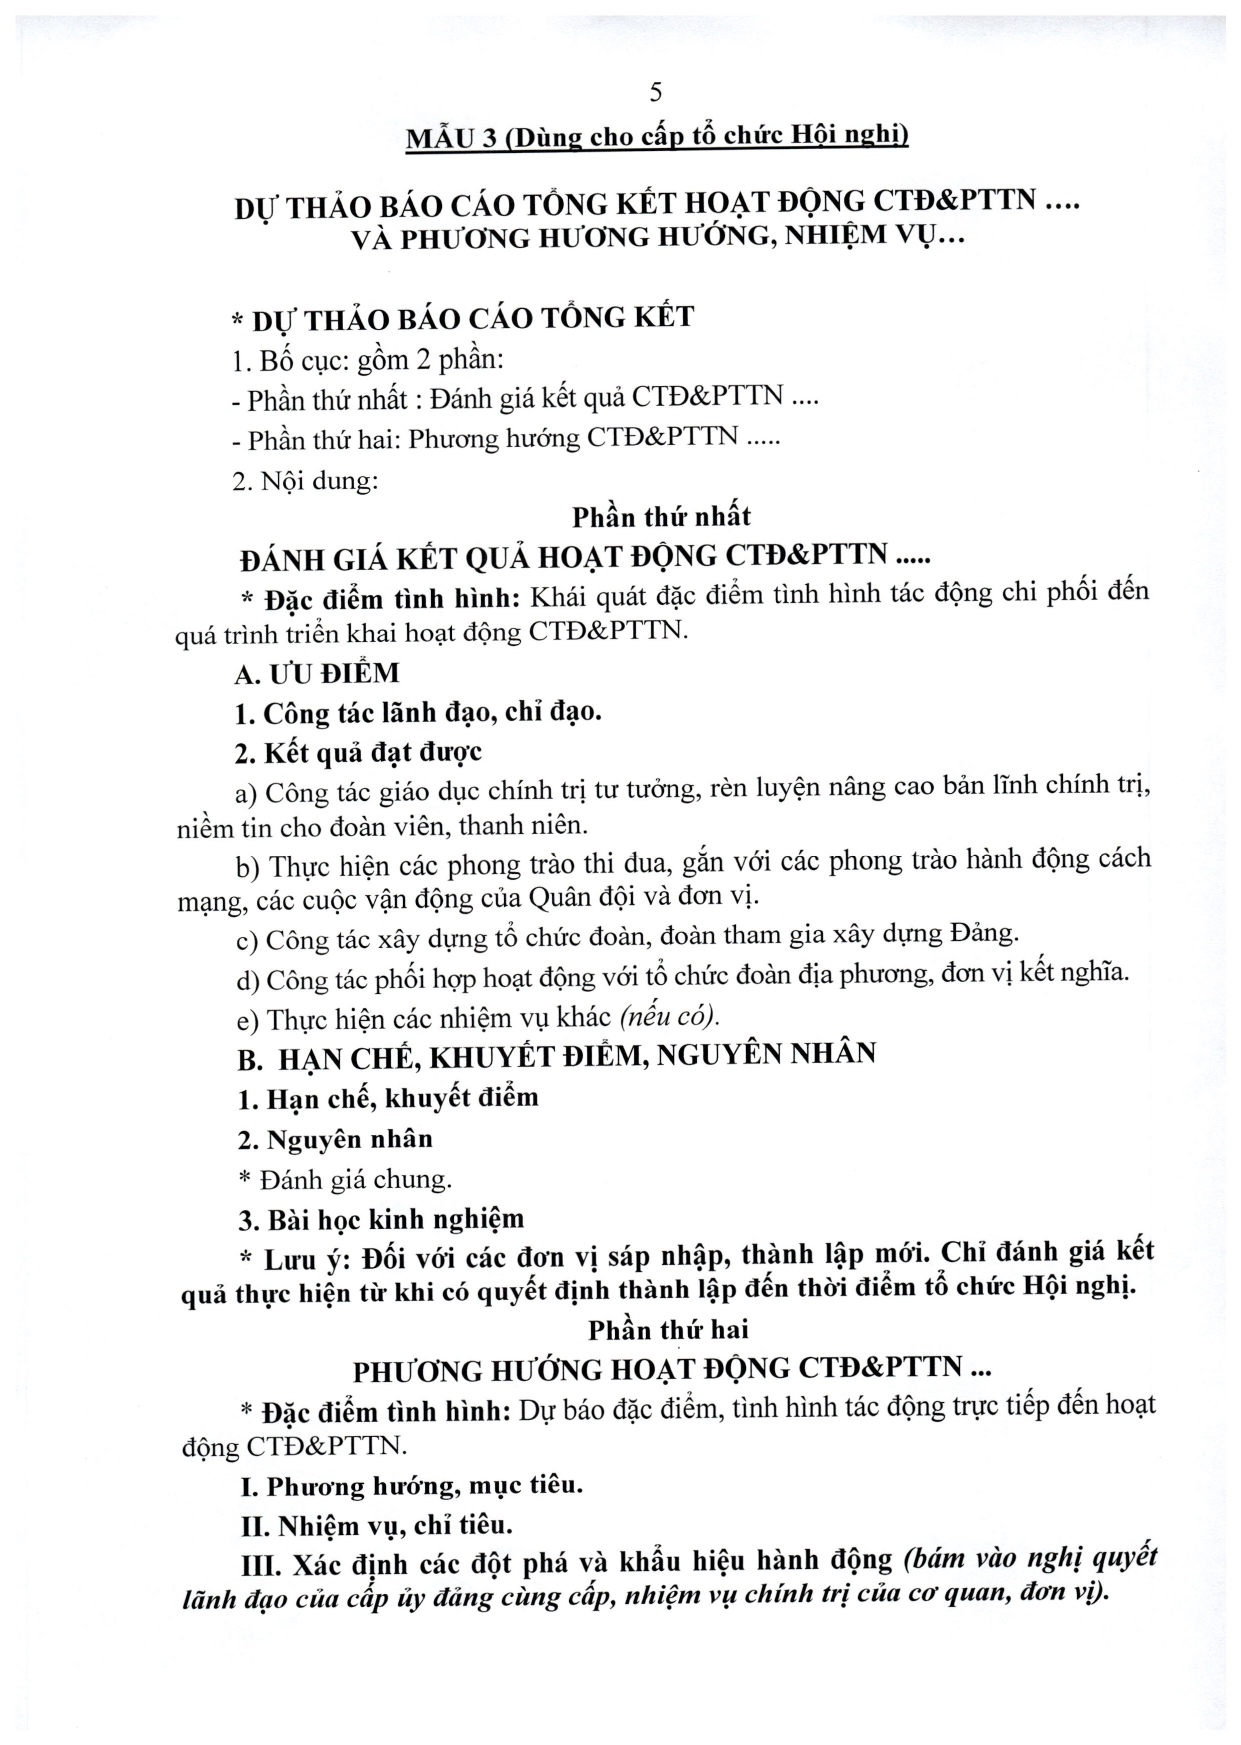 5
MẪU 3 (Dùng cho cấp tổ chức Hội nghị)
DỰ THẢO BÁO CÁO TỔNG KẾT HOẠT ĐỘNG CTĐ&PTTN ....
VÀ PHƯƠNG HƯƠNG HƯỚNG, NHIỆM VỤ...
* DỰ THẢO BÁO CÁO TỔNG KẾT
1. Bố cục: gồm 2 phần:
- Phần thứ nhất : Đánh giá kết quả CTĐ&PTTN ....
- Phần thứ hai: Phương hướng CTĐ&PTTN .....
2. Nội dung:
Phần thứ nhất
ĐÁNH GIÁ KẾT QUẢ HOẠT ĐỘNG CTĐ&PTTN .....
* Đặc điểm tình hình: Khái quát đặc điểm tình hình tác động chi phối đến
quá trình triển khai hoạt động CTĐ&PTTN.
A. ƯU ĐIỂM
1. Công tác lãnh đạo, chỉ đạo.
2. Kết quả đạt được
a) Công tác giáo dục chính trị tư tưởng, rèn luyện nâng cao bản lĩnh chính trị,
niềm tin cho đoàn viên, thanh niên.
b) Thực hiện các phong trào thi đua, gắn với các phong trào hành động cách
mạng, các cuộc vận động của Quân đội và đơn vị.
c) Công tác xây dựng tổ chức đoàn, đoàn tham gia xây dựng Đảng.
d) Công tác phối hợp hoạt động với tổ chức đoàn địa phương, đơn vị kết nghĩa.
e) Thực hiện các nhiệm vụ khác (nếu có).
B. HẠN CHẾ, KHUYẾT ĐIỂM, NGUYÊN NHÂN
1. Hạn chế, khuyết điểm
2. Nguyên nhân
* Đánh giá chung.
3. Bài học kinh nghiệm
* Lưu ý: Đối với các đơn vị sáp nhập, thành lập mới. Chỉ đánh giá kết
quả thực hiện từ khi có quyết định thành lập đến thời điểm tổ chức Hội nghị.
Phần thứ hai
PHƯƠNG HƯỚNG HOẠT ĐỘNG CTĐ&PTTN ...
* Đặc điểm tình hình: Dự báo đặc điểm, tình hình tác động trực tiếp đến hoạt
động CTĐ&PTTN.
I. Phương hướng, mục tiêu.
II. Nhiệm vụ, chỉ tiêu.
III. Xác định các đột phá và khẩu hiệu hành động (bám vào nghị quyết
lãnh đạo của cấp ủy đảng cùng cấp, nhiệm vụ chính trị của cơ quan, đơn vị).